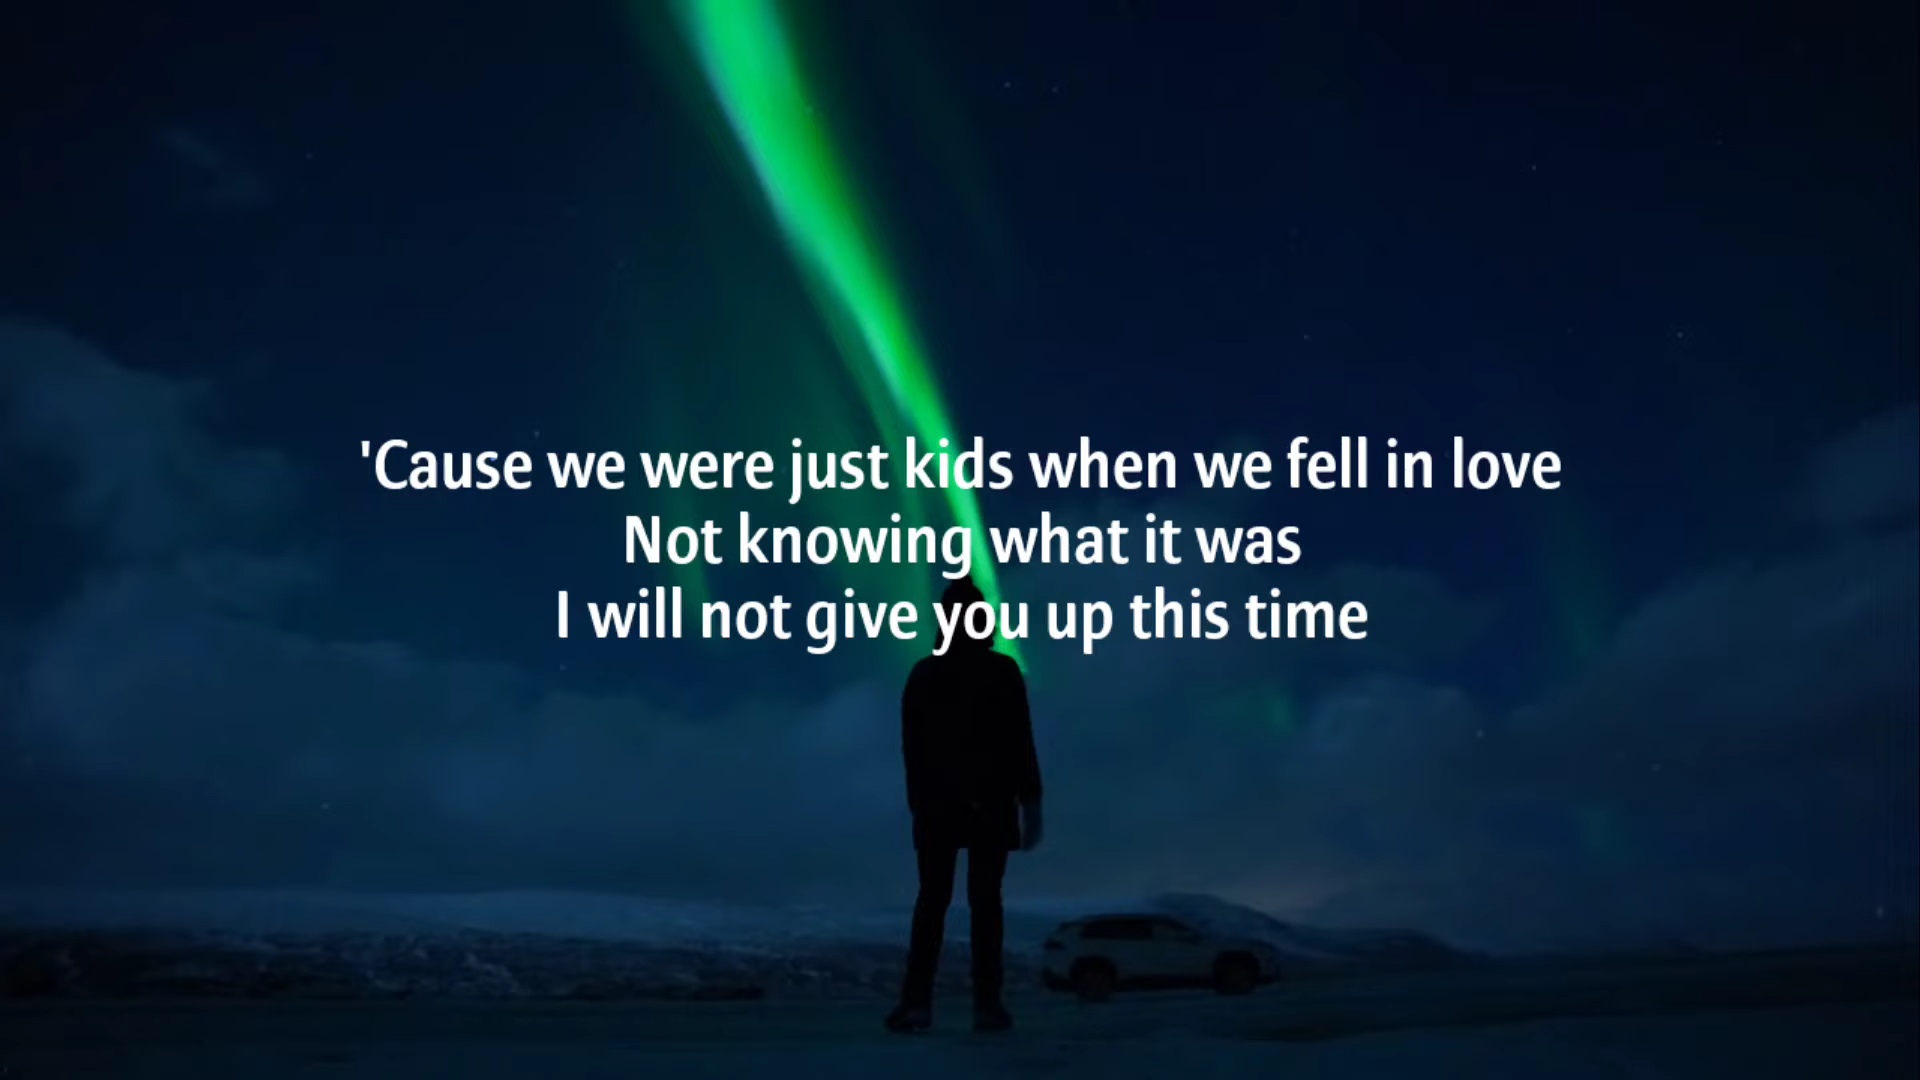 'Cause we were just kids when we fell in love
Not knowing what it was
I will not give you up this time